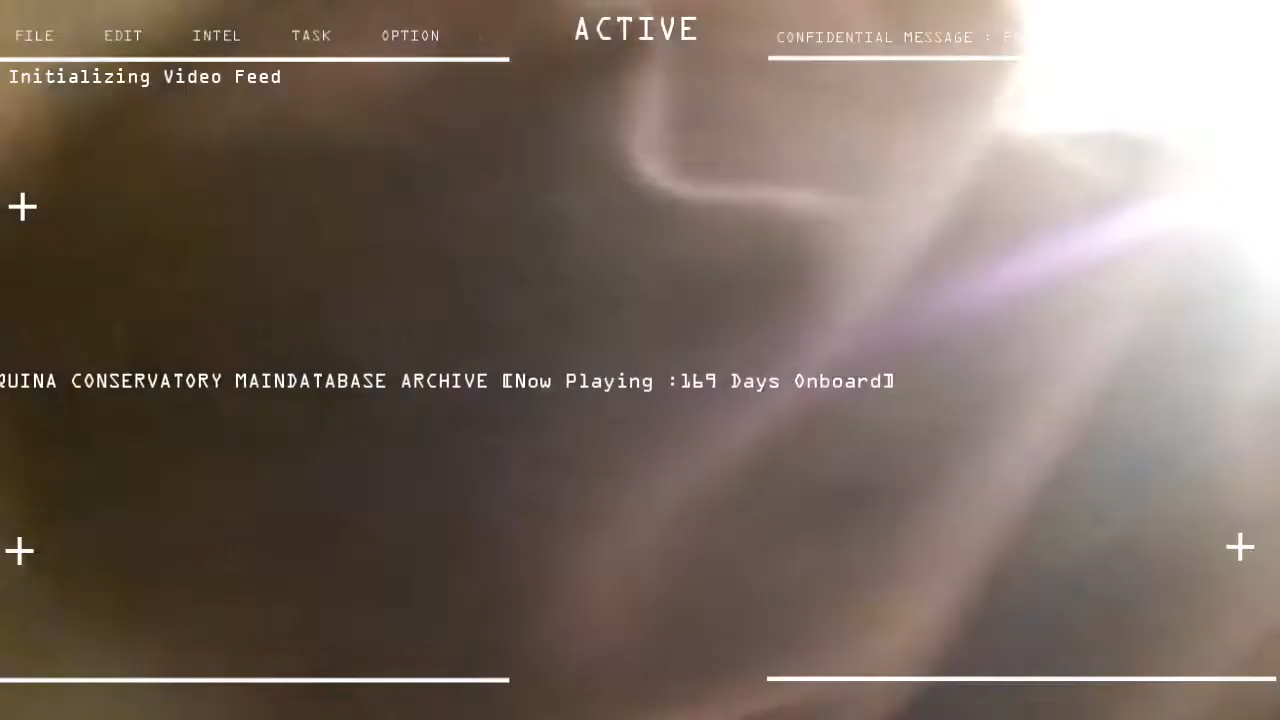 FILE EDIT INTEL TASK OPTION
ACTIVE
CONFIDENTIAL MESSAGE :
Initializing Video Feed
QUINA CONSERVATORY MAINDATABASE ARCHIVE [Now Playing :169 Days Onboard]